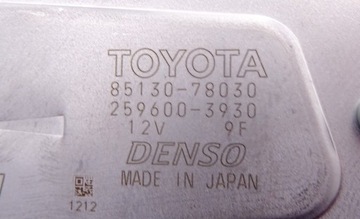 TOYOTA
85130-78030
259600-3930
12V 9F
DENSO
MADE IN JAPAN
1212